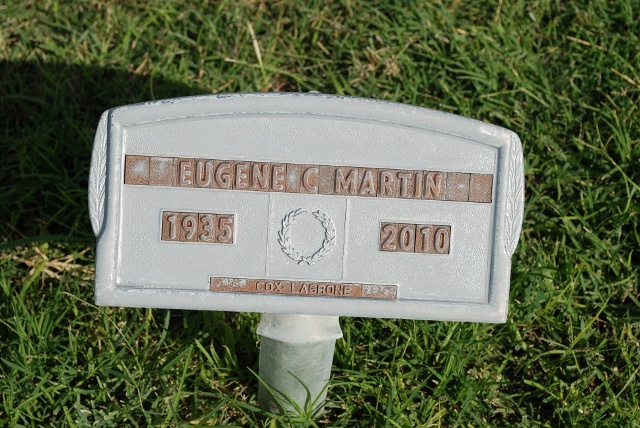 EUGENE C MARTIN
1935 2010
COX-LAGRONE